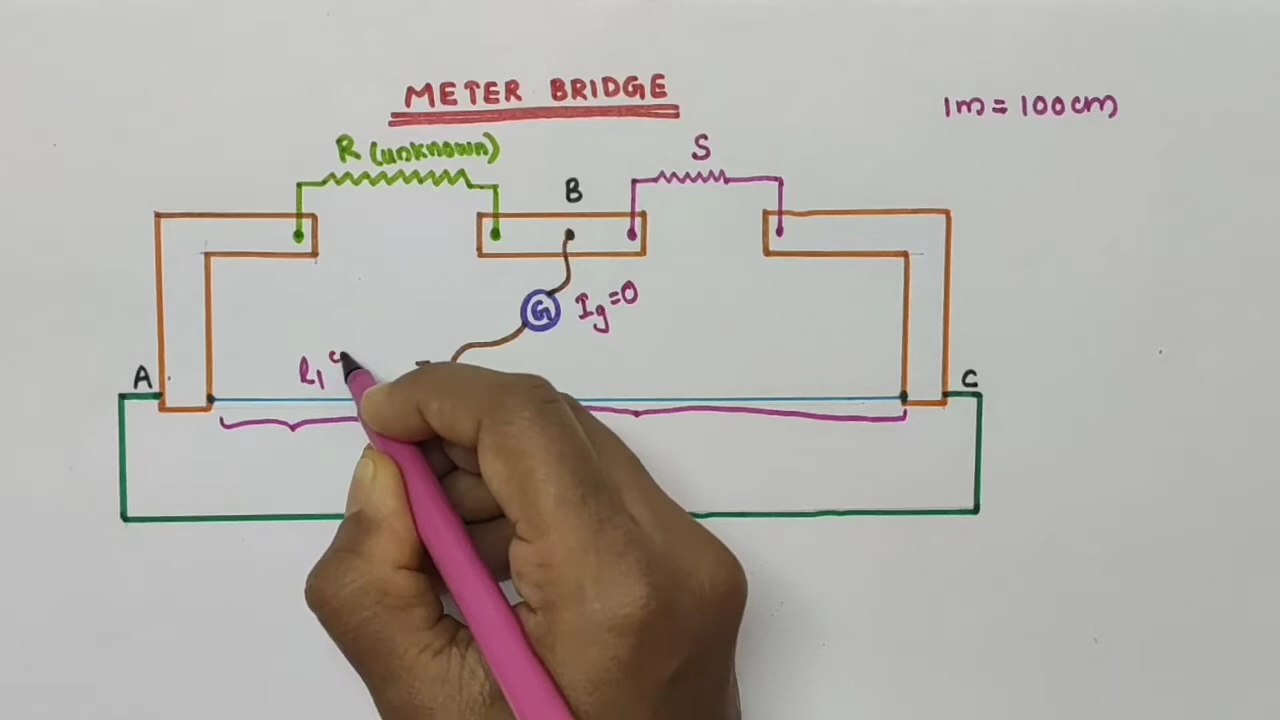 METER BRIDGE
1m = 100cm
R (unknown)
S
B
G
Ig=0
A
C